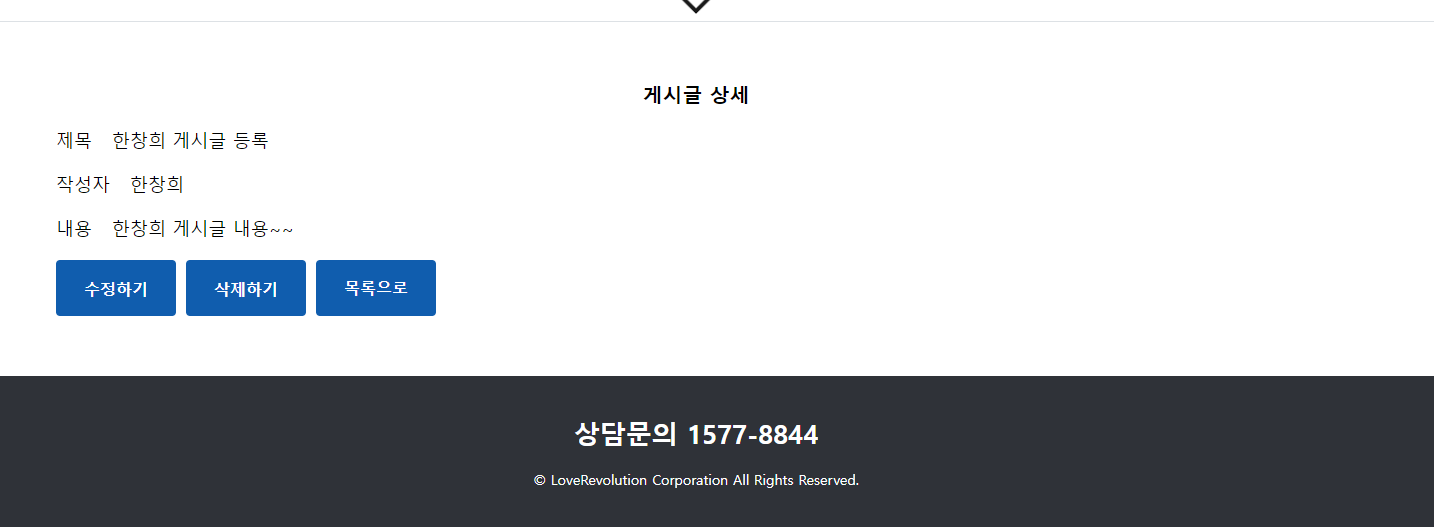 게시글 상세
제목 한창희 게시글 등록
작성자 한창희
내용 한창희 게시글 내용~~
수정하기 삭제하기 목록으로
상담문의 1577-8844
© LoveRevolution Corporation All Rights Reserved.